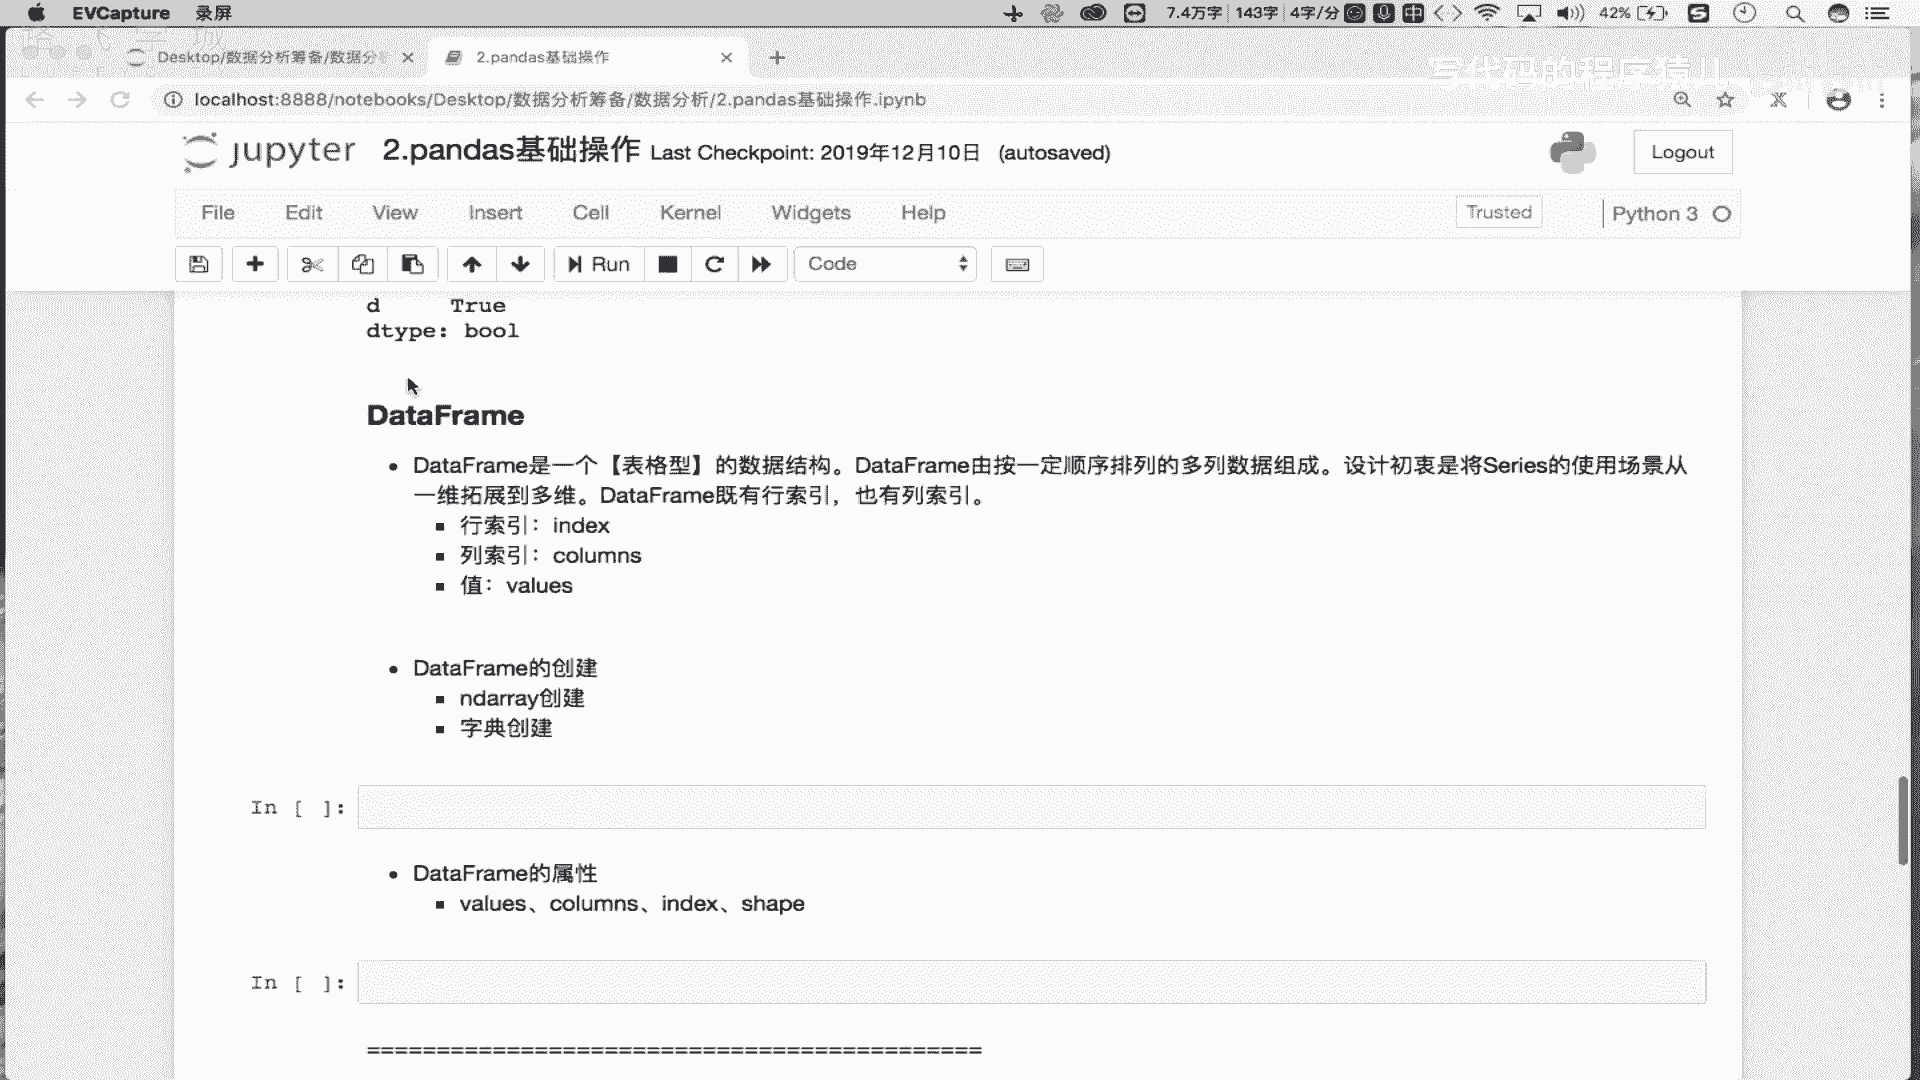 EVCapture 录屏 7.4万字 143字 4字/分 中 42%
Desktop/数据分析筹备/数据分析 2.pandas基础操作
写代码的程序猿儿
localhost:8888/notebooks/Desktop/数据分析筹备/数据分析/2.pandas基础操作.ipynb
jupyter 2.pandas基础操作 Last Checkpoint: 2019年12月10日 (autosaved) Logout
File Edit View Insert Cell Kernel Widgets Help Trusted Python 3
Run Code
d True
dtype: bool
DataFrame
DataFrame是一个【表格型】的数据结构。DataFrame由按一定顺序排列的多列数据组成。设计初衷是将Series的使用场景从
一维拓展到多维。DataFrame既有行索引，也有列索引。
行索引：index
列索引：columns
值：values
DataFrame的创建
ndarray创建
字典创建
In [ ]:
DataFrame的属性
values、columns、index、shape
In [ ]:
============================================